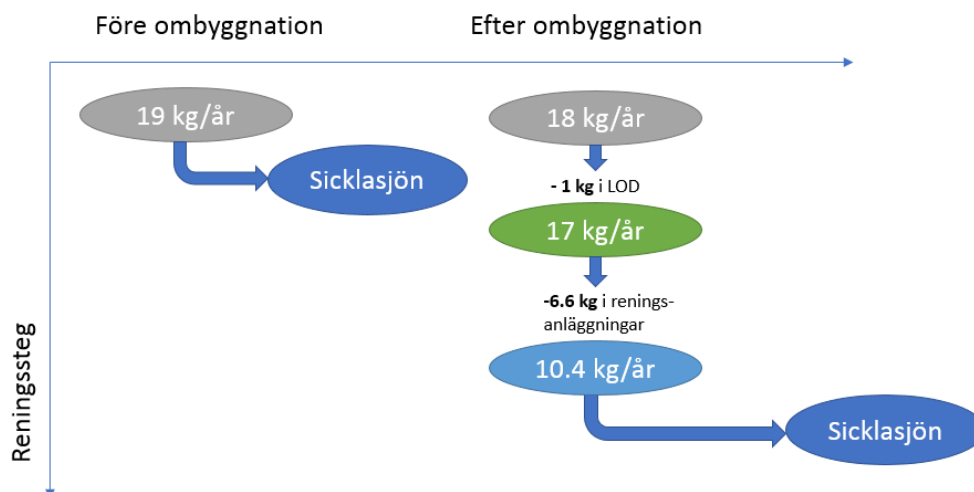 Före ombyggnation
Efter ombyggnation
19 kg/år
Sicklasjön
18 kg/år
- 1 kg i LOD
17 kg/år
-6.6 kg i renings-
anläggningar
10.4 kg/år
Sicklasjön
Reningssteg